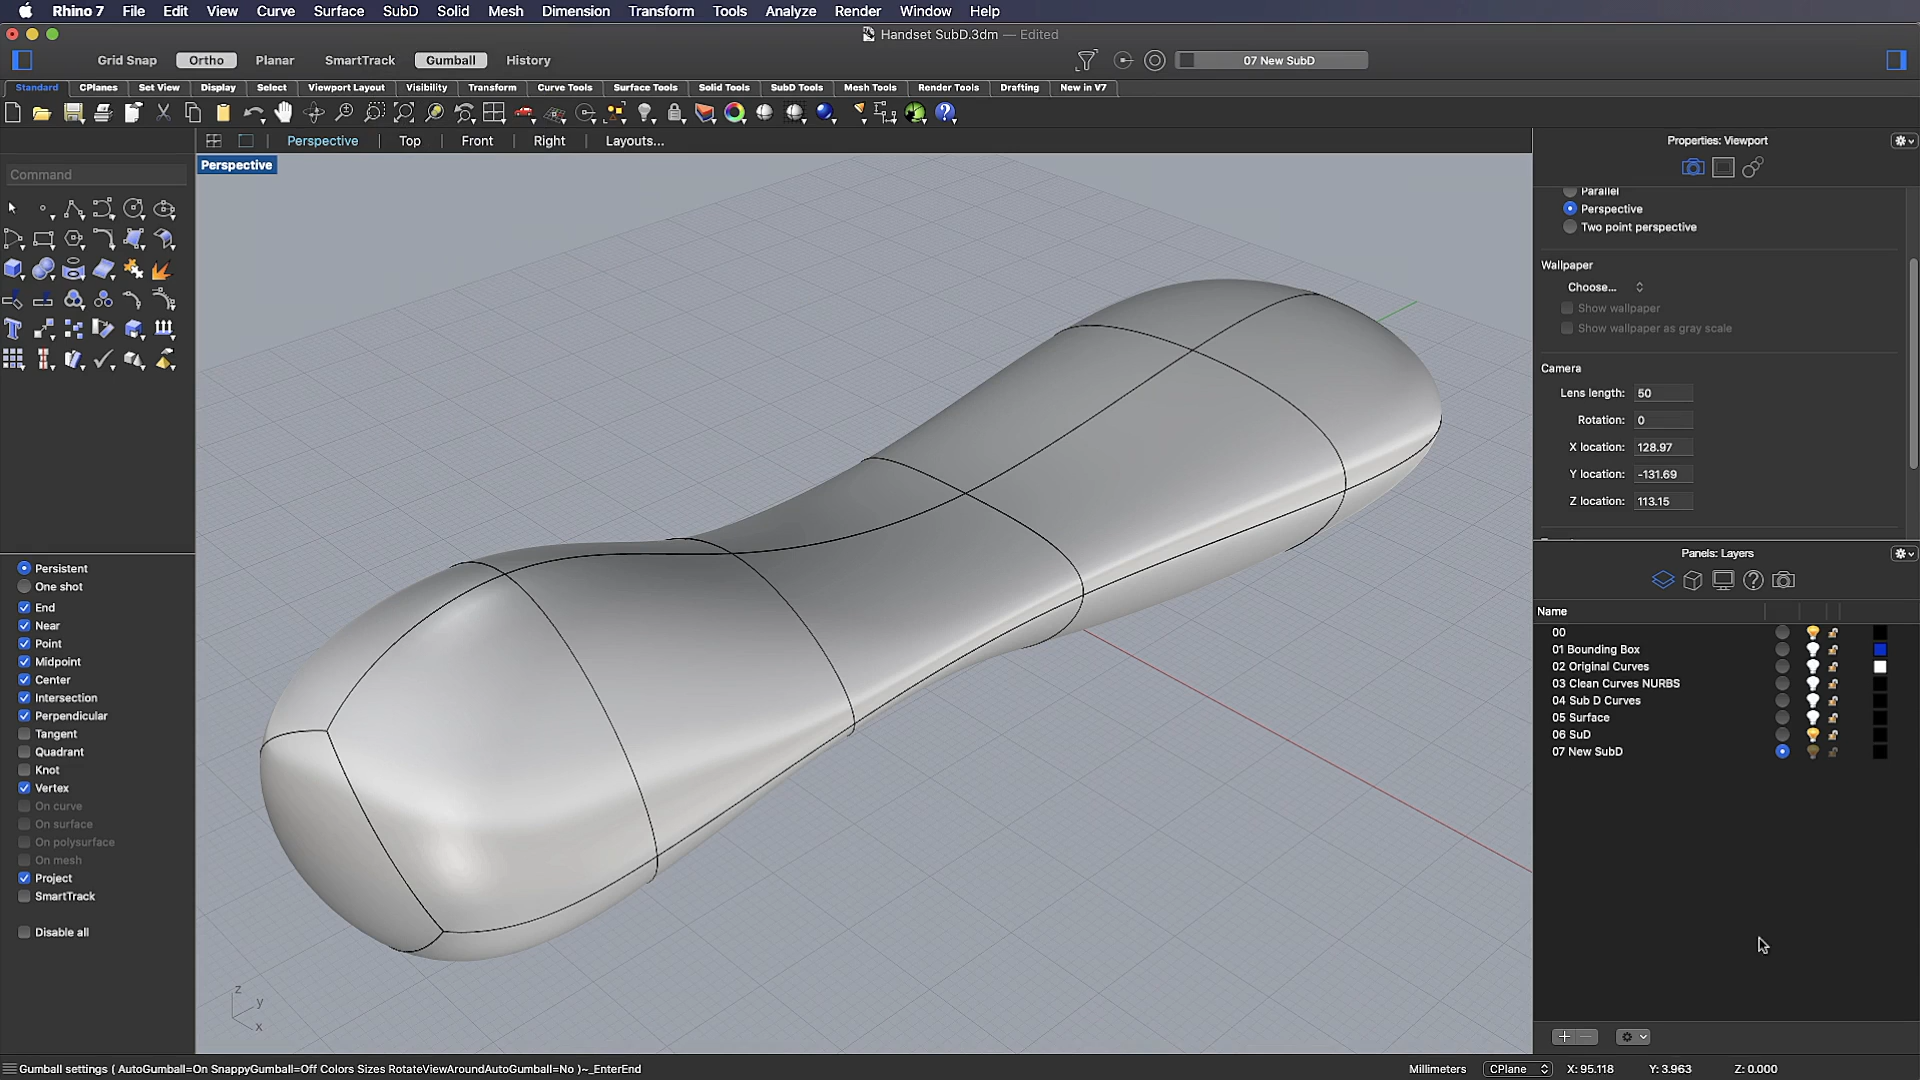 Rhino 7 File Edit View Curve Surface SubD Solid Mesh Dimension Transform Tools Analyze Render Window Help
Handset SubD.3dm — Edited
Grid Snap Ortho Planar SmartTrack Gumball History 07 New SubD
Standard CPlanes Set View Display Select Viewport Layout Visibility Transform Curve Tools Surface Tools Solid Tools SubD Tools Mesh Tools Render Tools Drafting New in V7
Perspective Top Front Right Layouts...
Perspective
Command
Persistent
One shot
End
Near
Point
Midpoint
Center
Intersection
Perpendicular
Tangent
Quadrant
Knot
Vertex
On curve
On surface
On polysurface
On mesh
Project
SmartTrack
Disable all
z
y
x
Properties: Viewport
Parallel
Perspective
Two point perspective
Wallpaper
Choose...
Show wallpaper
Show wallpaper as gray scale
Camera
Lens length: 50
Rotation: 0
X location: 128.97
Y location: -131.69
Z location: 113.15
Panels: Layers
Name
00
01 Bounding Box
02 Original Curves
03 Clean Curves NURBS
04 Sub D Curves
05 Surface
06 SuD
07 New SubD
Gumball settings ( AutoGumball=On SnappyGumball=Off Colors Sizes RotateViewAroundAutoGumball=No )~_EnterEnd
Millimeters CPlane X: 95.118 Y: 3.963 Z: 0.000